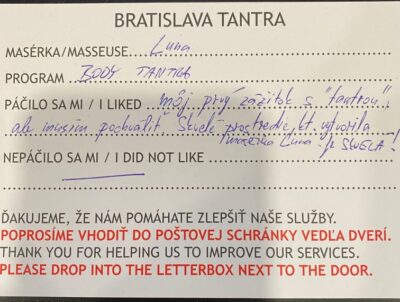 BRATISLAVA TANTRA
MASÉRKA/MASSEUSE Luna
PROGRAM BODY TANTRA
PÁČILO SA MI / I LIKED môj prvý zážitok s "tantrou",
ale musím pochváliť skvelé prostredie, kt. vytvorila
Luna! je SKVELÁ!
NEPÁČILO SA MI / I DID NOT LIKE
ĎAKUJEME, ŽE NÁM POMÁHATE ZLEPŠIŤ NAŠE SLUŽBY.
POPROSÍME VHODIŤ DO POŠTOVEJ SCHRÁNKY VEDĽA DVERÍ.
THANK YOU FOR HELPING US TO IMPROVE OUR SERVICES.
PLEASE DROP INTO THE LETTERBOX NEXT TO THE DOOR.